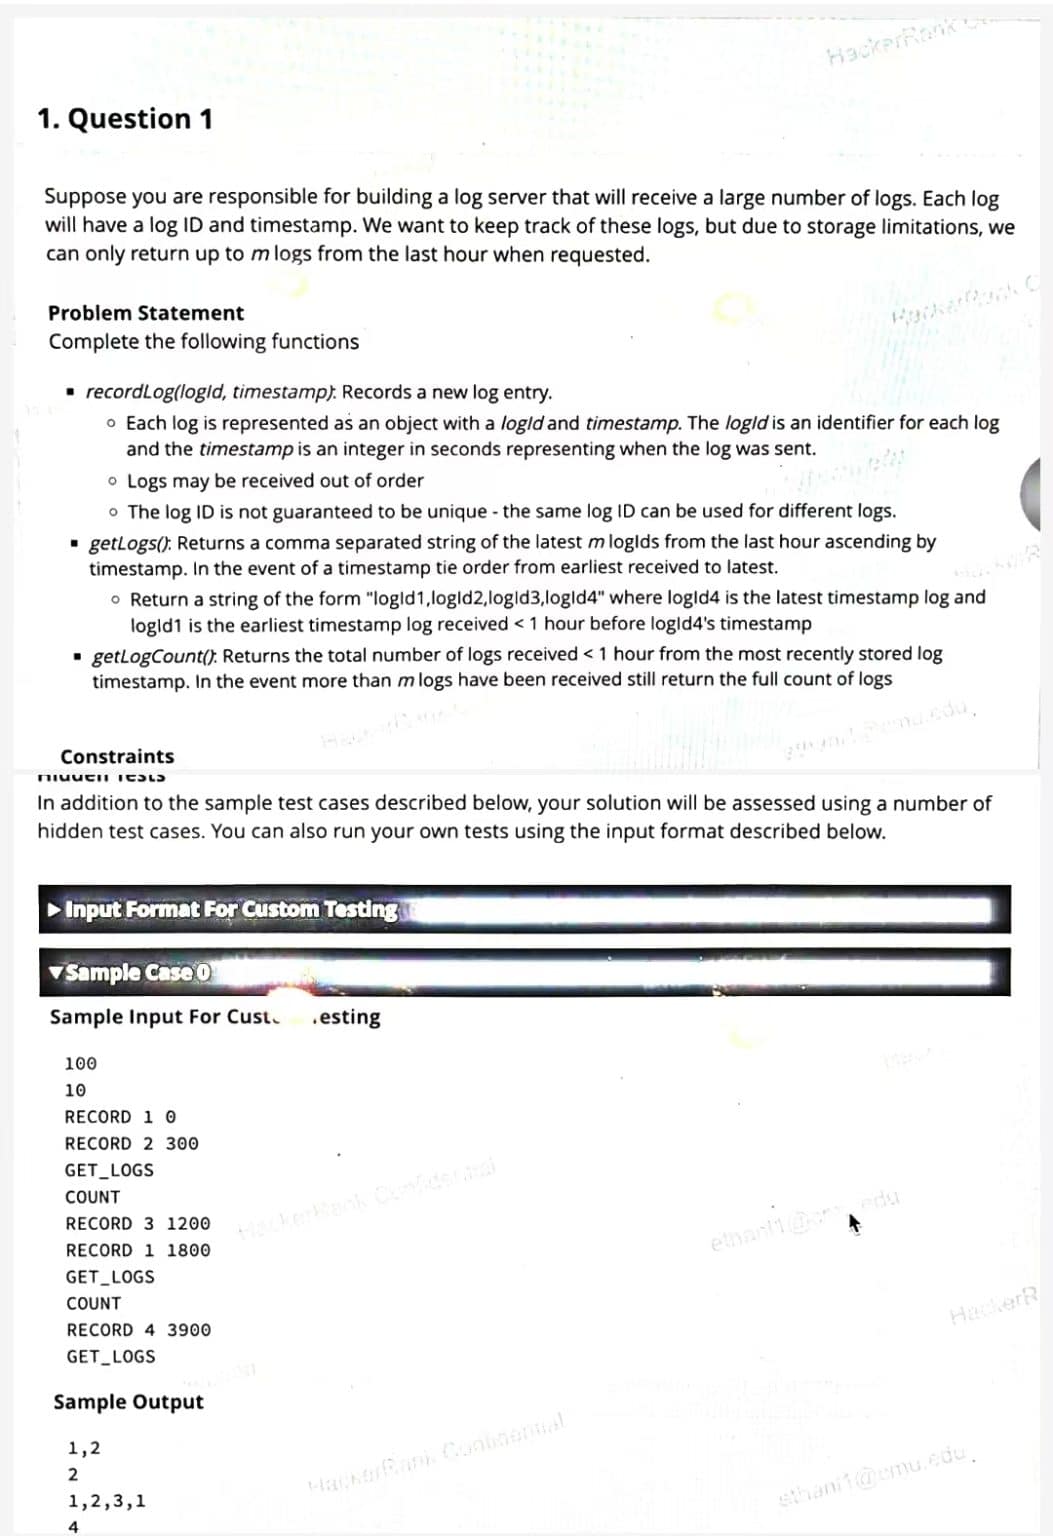 HackerRank
1. Question 1
Suppose you are responsible for building a log server that will receive a large number of logs. Each log
will have a log ID and timestamp. We want to keep track of these logs, but due to storage limitations, we
can only return up to m logs from the last hour when requested.
Problem Statement
Complete the following functions
▪ recordLog(logId, timestamp): Records a new log entry.
○ Each log is represented as an object with a logId and timestamp. The logId is an identifier for each log
and the timestamp is an integer in seconds representing when the log was sent.
○ Logs may be received out of order
○ The log ID is not guaranteed to be unique - the same log ID can be used for different logs.
▪ getLogs(): Returns a comma separated string of the latest m logIds from the last hour ascending by
timestamp. In the event of a timestamp tie order from earliest received to latest.
○ Return a string of the form "logId1,logId2,logId3,logId4" where logId4 is the latest timestamp log and
logId1 is the earliest timestamp log received < 1 hour before logId4's timestamp
▪ getLogCount(): Returns the total number of logs received < 1 hour from the most recently stored log
timestamp. In the event more than m logs have been received still return the full count of logs
Constraints
Hidden Tests
In addition to the sample test cases described below, your solution will be assessed using a number of
hidden test cases. You can also run your own tests using the input format described below.
▶ Input Format For Custom Testing
▼ Sample Case 0
Sample Input For esting
100
10
RECORD 1 0
RECORD 2 300
GET_LOGS
COUNT
RECORD 3 1200
RECORD 1 1800
GET_LOGS
COUNT
RECORD 4 3900
GET_LOGS
Sample Output
1,2
2
1,2,3,1
4
HackerRank Confidential